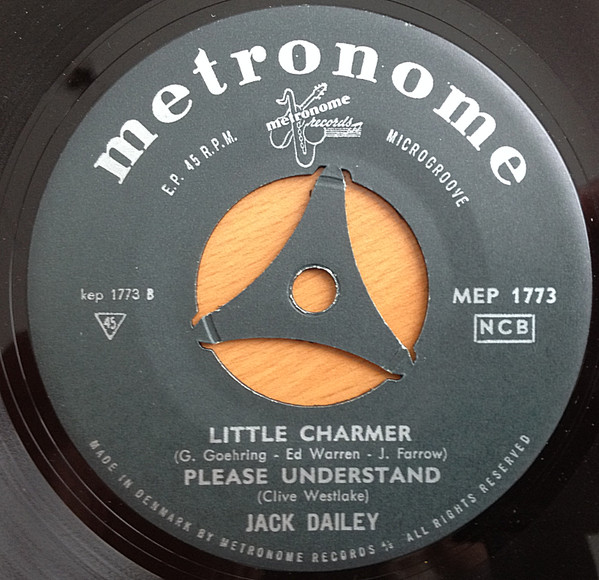 metronome
metronome
records
E.P. 45 R.P.M.
MICROGROOVE
kep 1773 B
45
MEP 1773
NCB
LITTLE CHARMER
(G. Goehring - Ed Warren - J. Farrow)
PLEASE UNDERSTAND
(Clive Westlake)
JACK DAILEY
MADE IN DENMARK BY METRONOME RECORDS A/S ALL RIGHTS RESERVED